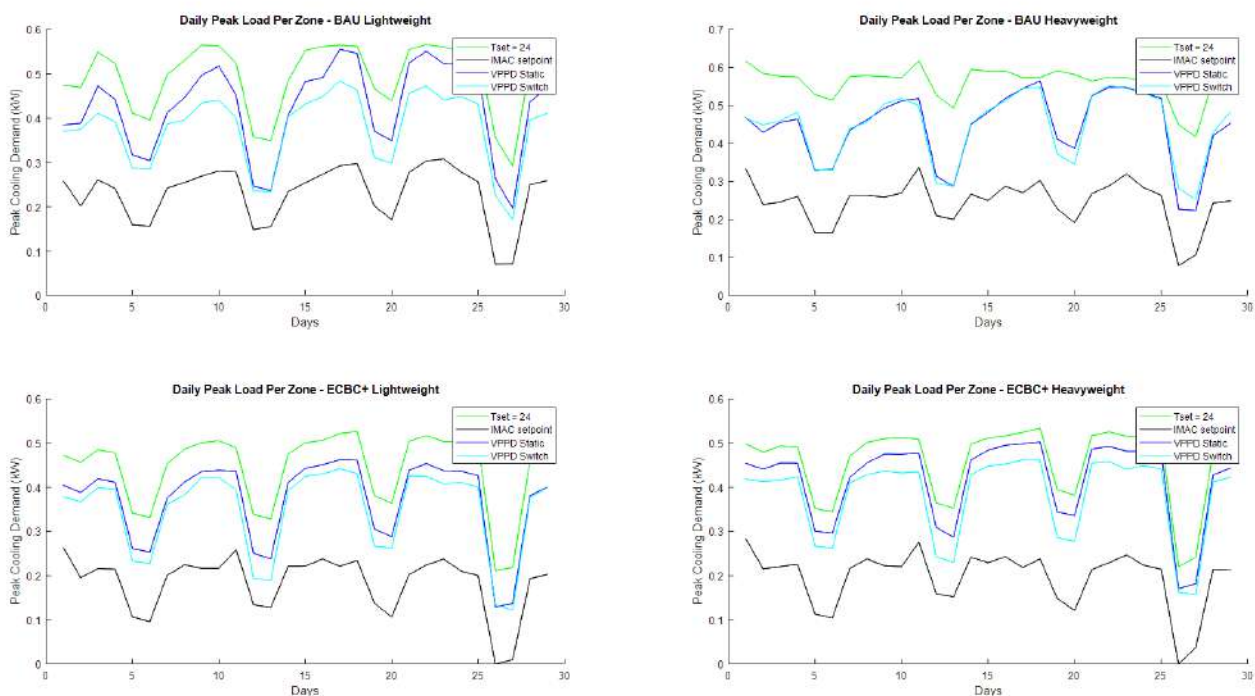 Daily Peak Load Per Zone - BAU Lightweight
0.6
0.5
0.4
0.3
0.2
0.1
0
Peak Cooling Demand (kW)
Tset = 24
IMAC setpoint
VPPD Static
VPPD Switch
0 5 10 15 20 25 30
Days
Daily Peak Load Per Zone - BAU Heavyweight
0.7
0.6
0.5
0.4
0.3
0.2
0.1
0
Peak Cooling Demand (kW)
Tset = 24
IMAC setpoint
VPPD Static
VPPD Switch
0 5 10 15 20 25 30
Days
Daily Peak Load Per Zone - ECBC+ Lightweight
0.6
0.5
0.4
0.3
0.2
0.1
0
Peak Cooling Demand (kW)
Tset = 24
IMAC setpoint
VPPD Static
VPPD Switch
0 5 10 15 20 25 30
Days
Daily Peak Load Per Zone - ECBC+ Heavyweight
0.6
0.5
0.4
0.3
0.2
0.1
0
Peak Cooling Demand (kW)
Tset = 24
IMAC setpoint
VPPD Static
VPPD Switch
0 5 10 15 20 25 30
Days